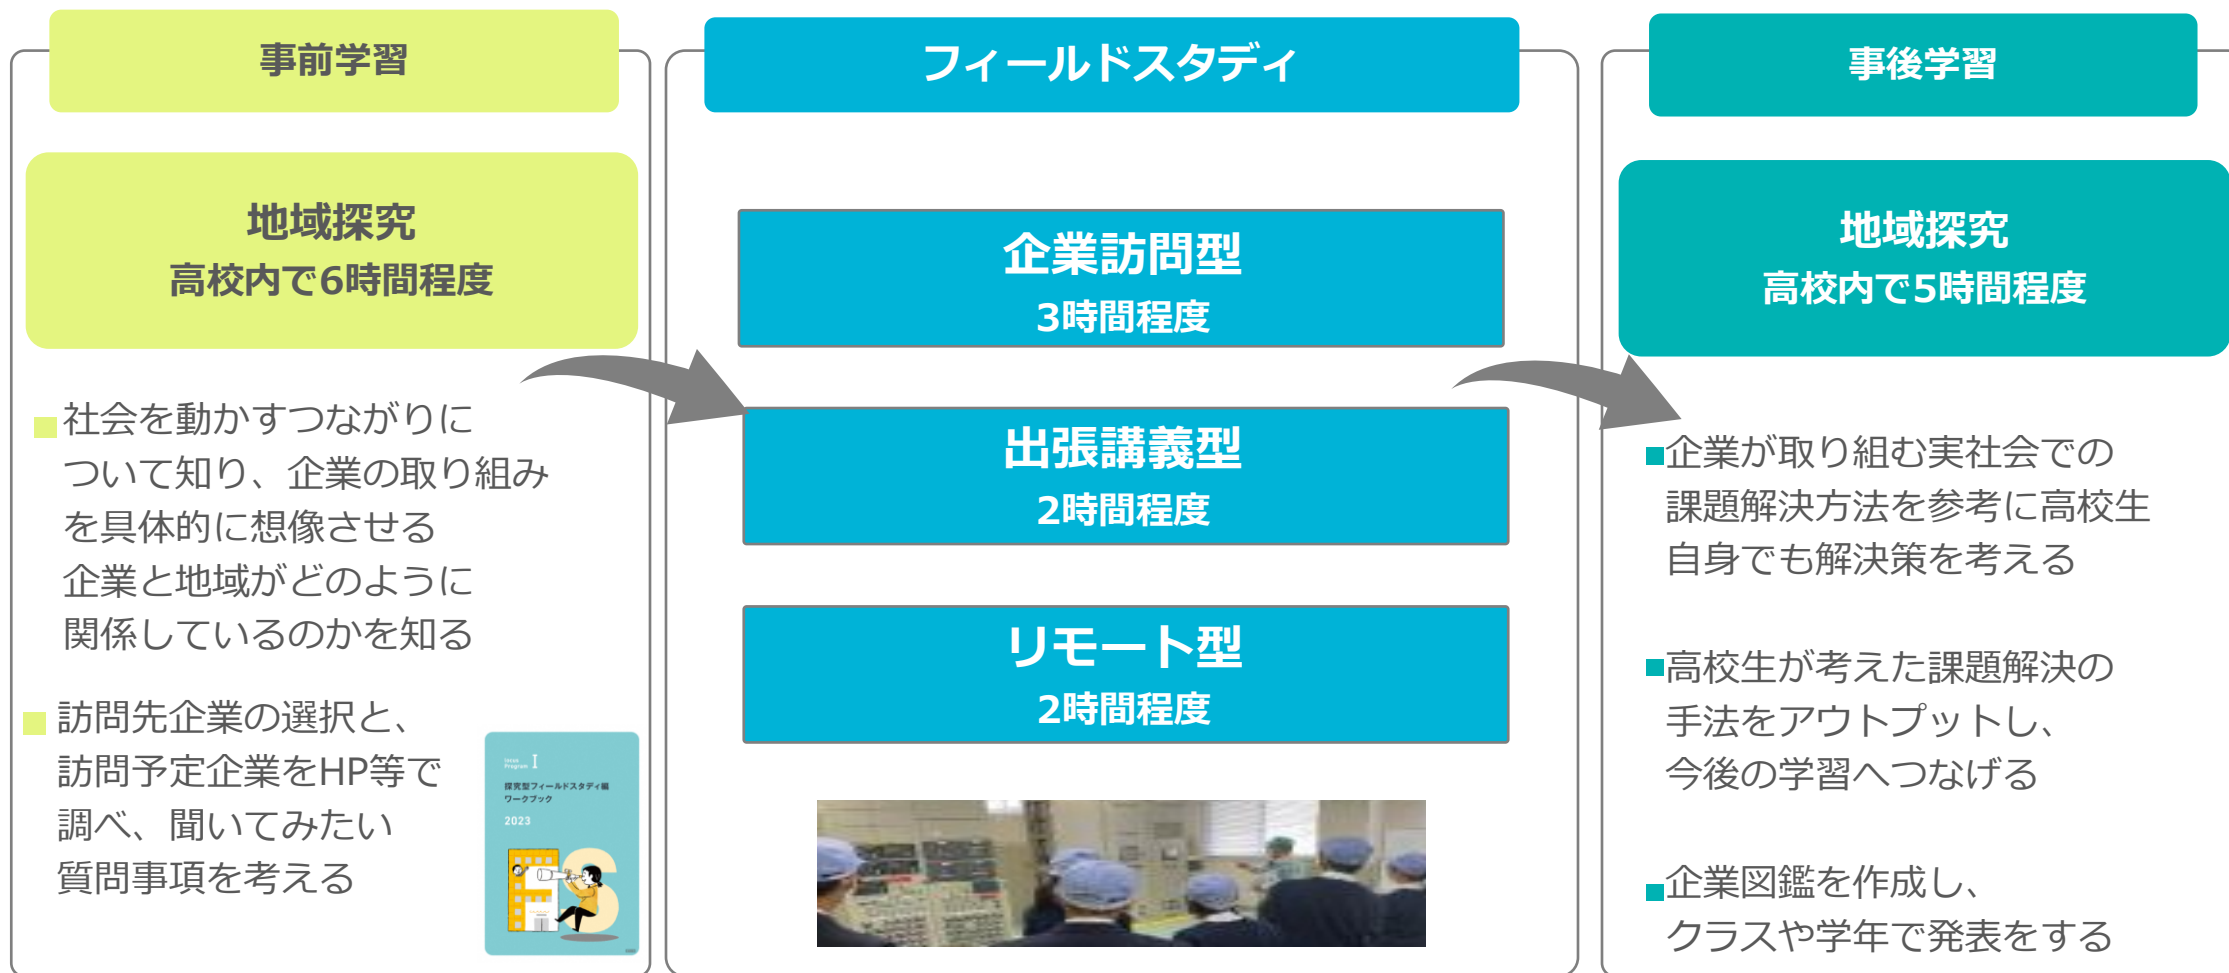 事前学習
地域探究
高校内で6時間程度
社会を動かすつながりに
ついて知り、企業の取り組み
を具体的に想像させる
企業と地域がどのように
関係しているのかを知る
訪問先企業の選択と、
訪問予定企業をHP等で
調べ、聞いてみたい
質問事項を考える
Program I
探究型フィールドスタディ編
ワークブック
2023
フィールドスタディ
企業訪問型
3時間程度
出張講義型
2時間程度
リモート型
2時間程度
事後学習
地域探究
高校内で5時間程度
企業が取り組む実社会での
課題解決方法を参考に高校生
自身でも解決策を考える
高校生が考えた課題解決の
手法をアウトプットし、
今後の学習へつなげる
企業図鑑を作成し、
クラスや学年で発表をする